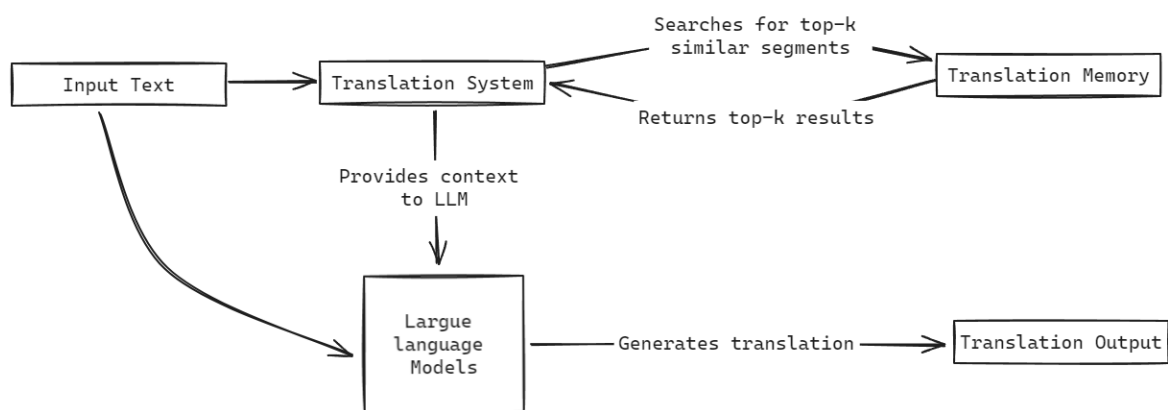 Searches for top-k
similar segments
Input Text
Translation System
Translation Memory
Returns top-k results
Provides context
to LLM
Largue
language
Models
Generates translation
Translation Output